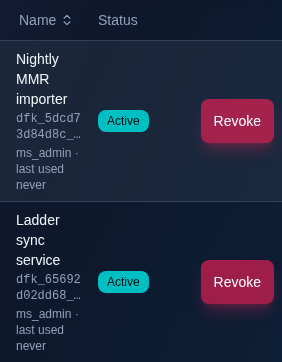 Name Status
Nightly
MMR
importer
dfk_5dcd7
3d84d8c_…
ms_admin ·
last used
never
Active
Revoke
Ladder
sync
service
dfk_65692
d02dd68_…
ms_admin ·
last used
never
Active
Revoke